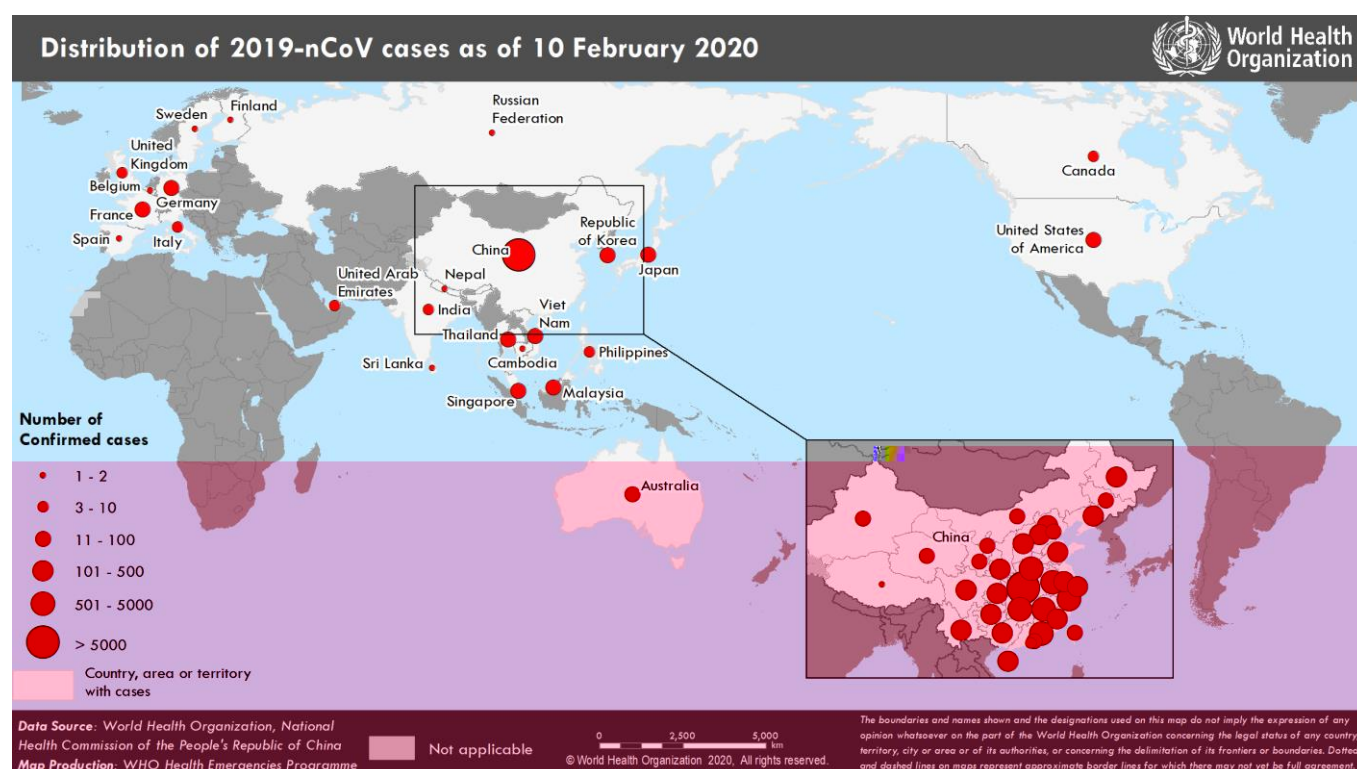 Distribution of 2019-nCoV cases as of 10 February 2020
World Health
Organization
Sweden
Finland
Russian
Federation
United
Kingdom
Belgium
Germany
France
Spain
Italy
Canada
United States
of America
China
Republic
of Korea
Japan
United Arab
Emirates
Nepal
India
Viet
Nam
Thailand
Cambodia
Philippines
Sri Lanka
Singapore
Malaysia
Number of
Confirmed cases
1 - 2
3 - 10
11 - 100
101 - 500
501 - 5000
> 5000
Country, area or territory
with cases
Australia
China
Data Source: World Health Organization, National
Health Commission of the People's Republic of China
Map Production: WHO Health Emergencies Programme
Not applicable
0 2,500 5,000
km
© World Health Organization 2020, All rights reserved.
The boundaries and names shown and the designations used on this map do not imply the expression of any
opinion whatsoever on the part of the World Health Organization concerning the legal status of any country,
territory, city or area or of its authorities, or concerning the delimitation of its frontiers or boundaries. Dotted
and dashed lines on maps represent approximate border lines for which there may not yet be full agreement.